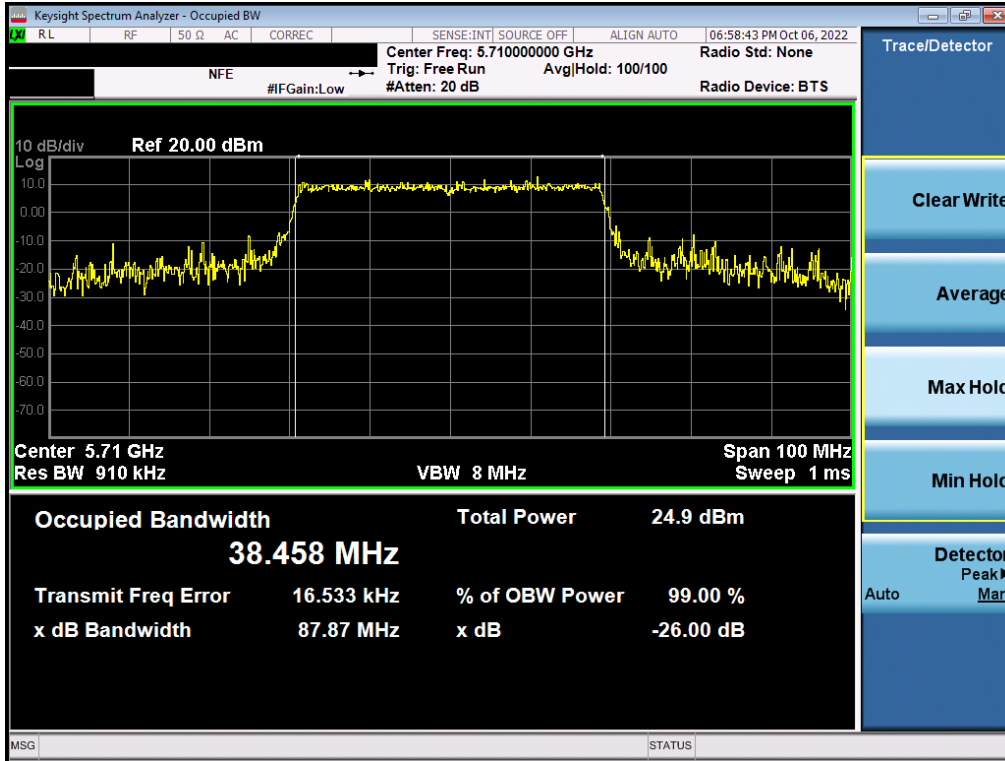 Keysight Spectrum Analyzer - Occupied BW
LXI RL RF 50 Ω AC CORREC SENSE:INT SOURCE OFF ALIGN AUTO 06:58:43 PM Oct 06, 2022
Center Freq: 5.710000000 GHz Radio Std: None
NFE Trig: Free Run Avg|Hold: 100/100
#IFGain:Low #Atten: 20 dB Radio Device: BTS
10 dB/div Ref 20.00 dBm
Log
10.0
0.00
-10.0
-20.0
-30.0
-40.0
-50.0
-60.0
-70.0
Center 5.71 GHz Span 100 MHz
Res BW 910 kHz VBW 8 MHz Sweep 1 ms
Occupied Bandwidth Total Power 24.9 dBm
38.458 MHz
Transmit Freq Error 16.533 kHz % of OBW Power 99.00 %
x dB Bandwidth 87.87 MHz x dB -26.00 dB
MSG STATUS
Trace/Detector
Clear Write
Average
Max Hold
Min Hold
Detector
Peak
Auto Man